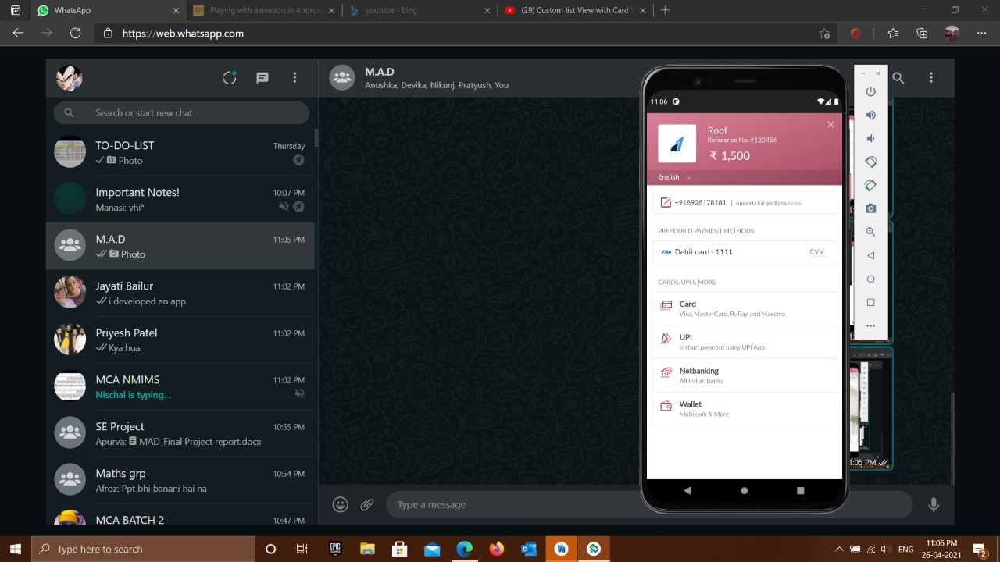 Playing with elevation in Androi
youtube - Bing
(29) Custom list View with Card V
https://web.whatsapp.com
M.A.D
Anushka, Devika, Nikunj, Pratyush, You
Search or start new chat
TO-DO-LIST
Thursday
Photo
Important Notes!
10:07 PM
Manasi: vhi*
M.A.D
11:05 PM
Photo
Jayati Bailur
11:02 PM
i developed an app
Priyesh Patel
11:02 PM
Kya hua
MCA NMIMS
11:02 PM
Nischal is typing...
SE Project
10:55 PM
Apurva: MAD_Final Project report.docx
Maths grp
10:54 PM
Afroz: Ppt bhi banani hai na
MCA BATCH 2
10:47 PM
11:06
Roof
Reference No. #123456
₹ 1,500
English
+918928178181 | support.chargev@gmail.com
PREFERRED PAYMENT METHODS
VISA Debit card - 1111 CVV
CARDS, UPI & MORE
Card
Visa, MasterCard, RuPay, and Maestro
UPI
Instant payment using UPI App
Netbanking
All Indian banks
Wallet
Mobikwik & More
1:05 PM
Type a message
Type here to search
EPIC GAMES
ENG
11:06 PM
26-04-2021
2